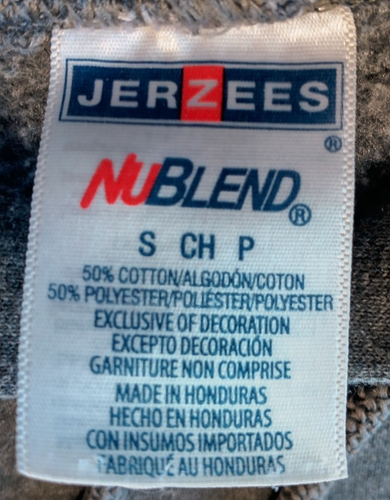 JERZEES
®
NUBLEND®
S CH P
50% COTTON/ALGODÓN/COTON
50% POLYESTER/POLIÉSTER/POLYESTER
EXCLUSIVE OF DECORATION
EXCEPTO DECORACIÓN
GARNITURE NON COMPRISE
MADE IN HONDURAS
HECHO EN HONDURAS
CON INSUMOS IMPORTADOS
FABRIQUÉ AU HONDURAS